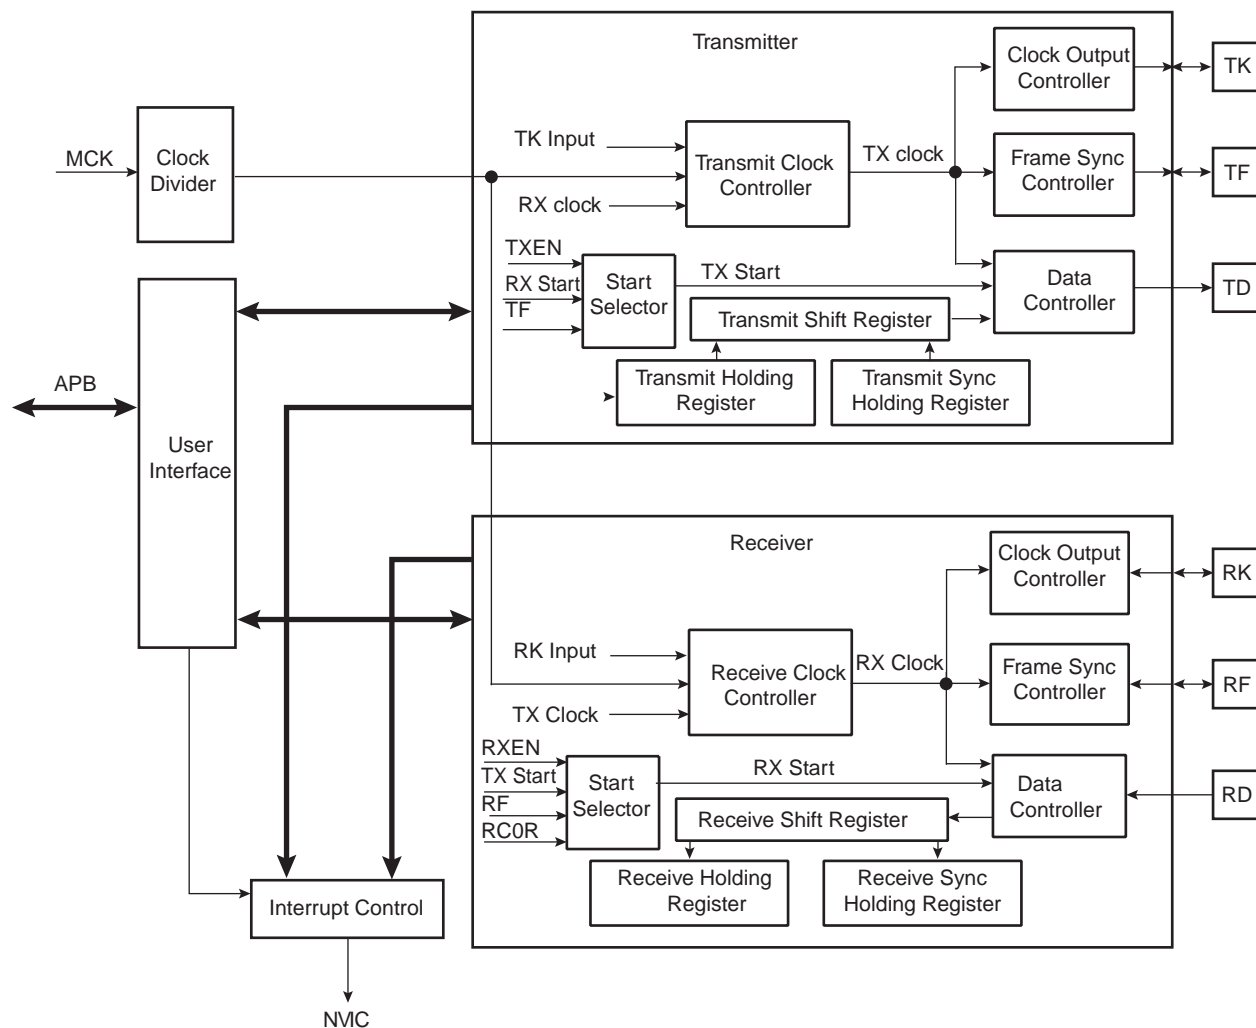 Transmitter
Clock Output
Controller
TK
MCK
Clock
Divider
TK Input
Transmit Clock
Controller
TX clock
Frame Sync
Controller
TF
RX clock
TXEN
RX Start
TF
Start
Selector
TX Start
Data
Controller
TD
Transmit Shift Register
APB
Transmit Holding
Register
Transmit Sync
Holding Register
User
Interface
Receiver
Clock Output
Controller
RK
RK Input
Receive Clock
Controller
RX Clock
Frame Sync
Controller
RF
TX Clock
RXEN
TX Start
RF
RC0R
Start
Selector
RX Start
Data
Controller
RD
Receive Shift Register
Receive Holding
Register
Receive Sync
Holding Register
Interrupt Control
NVIC